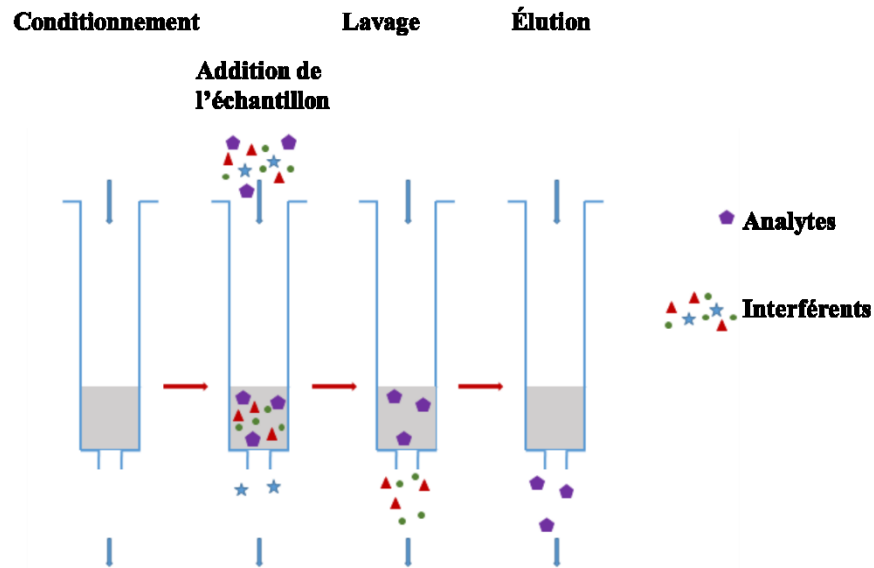 Conditionnement
Addition de
l'échantillon
Lavage
Élution
Analytes
Interférents